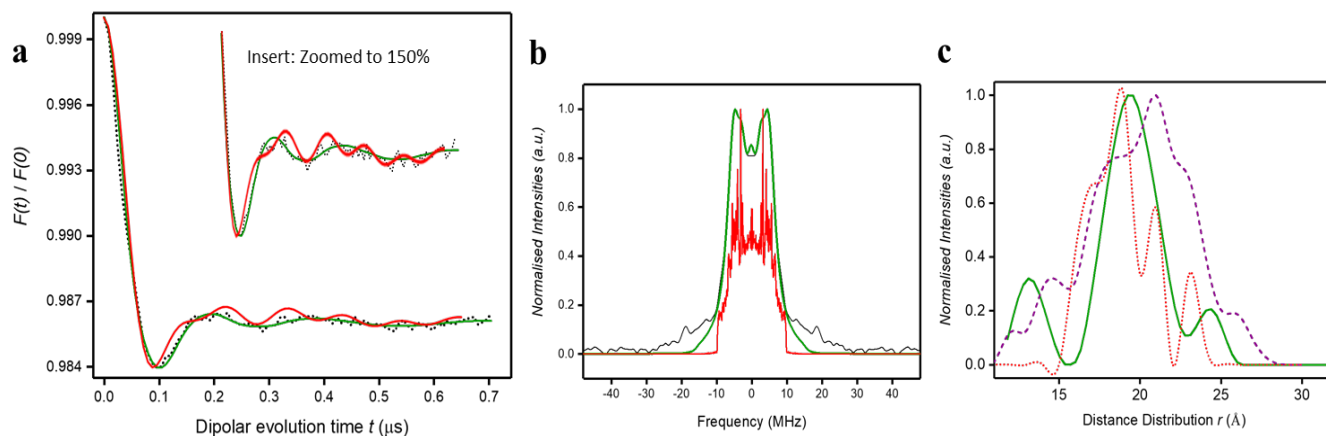 a
F(t) / F(0)
0.999
0.996
0.993
0.990
0.987
0.984
Insert: Zoomed to 150%
0.0 0.1 0.2 0.3 0.4 0.5 0.6 0.7
Dipolar evolution time t (μs)
b
Normalised Intensities (a.u.)
1.0
0.8
0.6
0.4
0.2
0.0
-40 -20 0 20 40
Frequency (MHz)
c
Normalised Intensities (a.u.)
1.0
0.8
0.6
0.4
0.2
0.0
15 20 25 30
Distance Distribution r (Å)